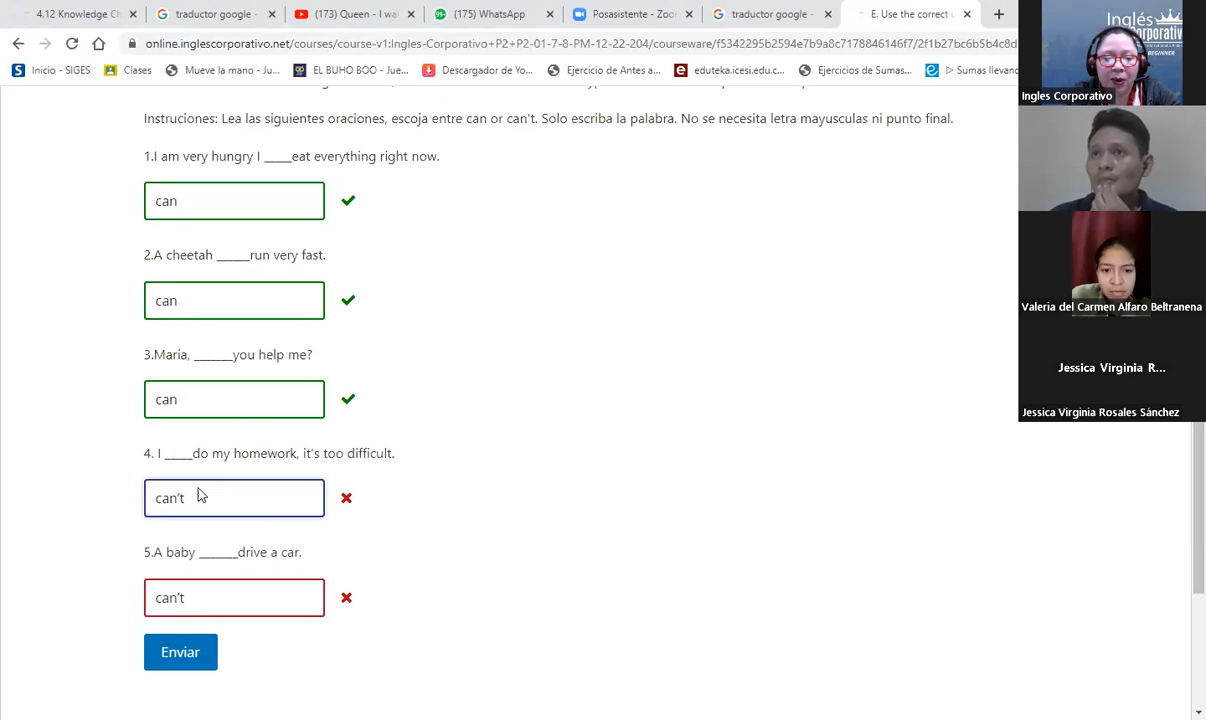 4.12 Knowledge Ch
traductor google -
(173) Queen - I wa
(175) WhatsApp
Posasistente - Zoo
traductor google -
E. Use the correct u
online.inglescorporativo.net/courses/course-v1:Ingles-Corporativo+P2+P2-01-7-8-PM-12-22-204/courseware/f5342295b2594e7b9a8c7178846146f7/2f1b27bc6b5b4c8d
Inicio - SIGES
Clases
Mueve la mano - Ju...
EL BUHO BOO - Jue...
Descargador de Yo...
Ejercicio de Antes a...
eduteka.icesi.edu.c...
Ejercicios de Sumas...
▷ Sumas llevand
Instruciones: Lea las siguientes oraciones, escoja entre can or can't. Solo escriba la palabra. No se necesita letra mayusculas ni punto final.
1.I am very hungry I _____eat everything right now.
can
2.A cheetah ______run very fast.
can
3.Maria, _______you help me?
can
4. I _____do my homework, it's too difficult.
can't
5.A baby _______drive a car.
can't
Enviar
Inglés
BEGINNER
Ingles Corporativo
Valeria del Carmen Alfaro Beltranena
Jessica Virginia R...
Jessica Virginia Rosales Sánchez